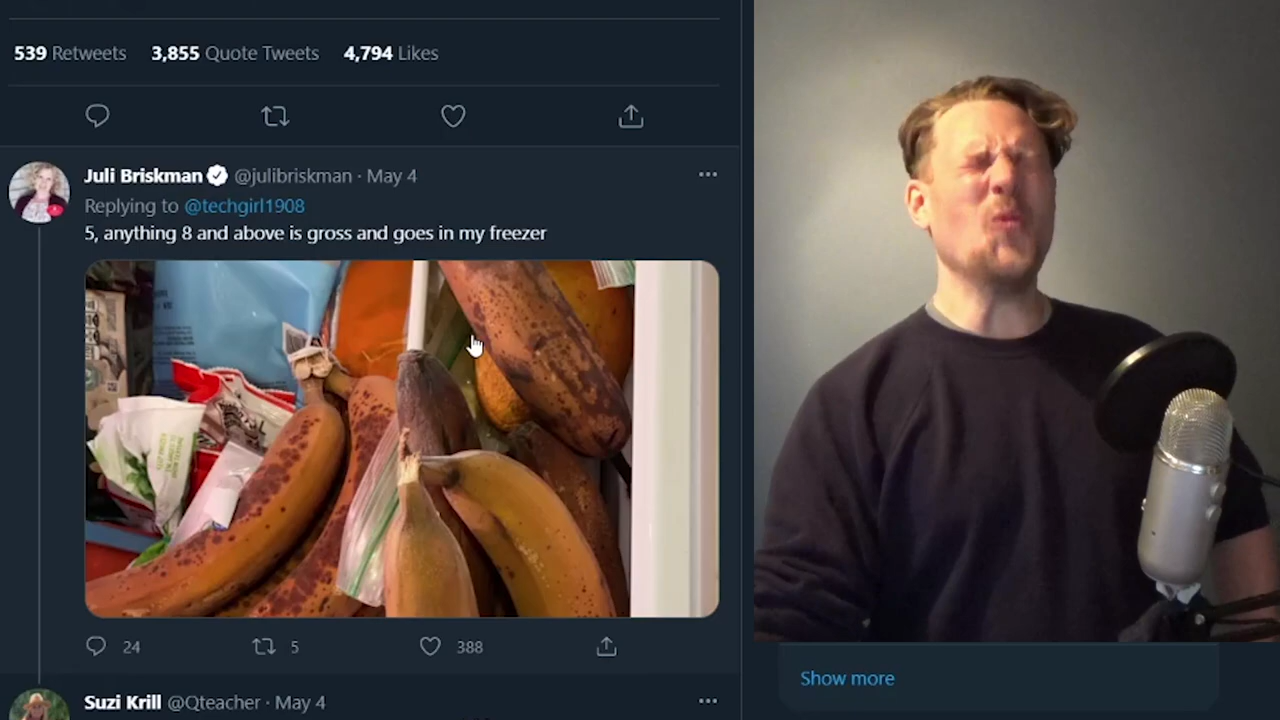 539 Retweets 3,855 Quote Tweets 4,794 Likes
Juli Briskman @julibriskman · May 4
Replying to @techgirl1908
5, anything 8 and above is gross and goes in my freezer
24 5 388
Suzi Krill @Qteacher · May 4
Show more